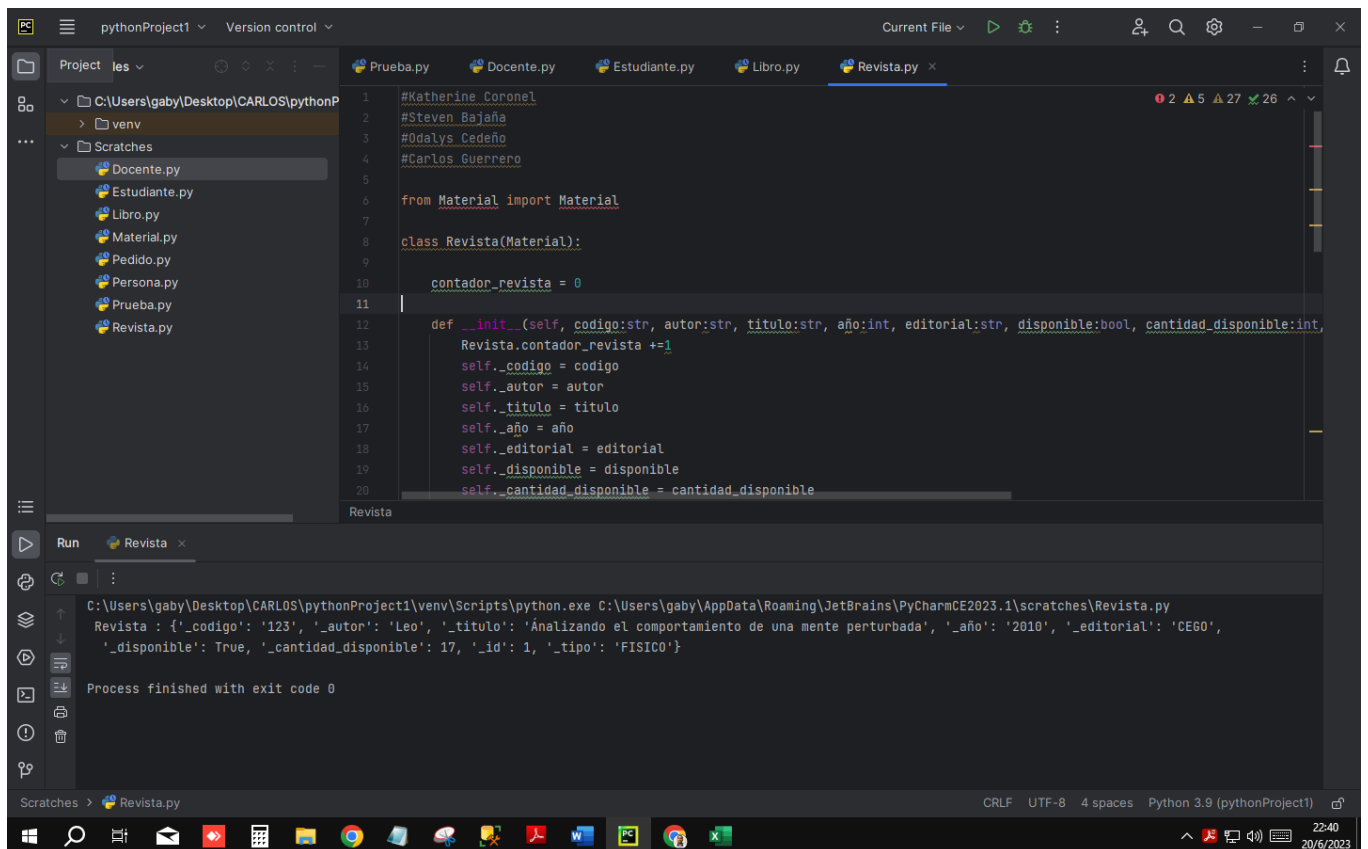 PC pythonProject1 Version control Current File
Project les
Prueba.py Docente.py Estudiante.py Libro.py Revista.py
C:\Users\gaby\Desktop\CARLOS\pythonP
venv
Scratches
Docente.py
Estudiante.py
Libro.py
Material.py
Pedido.py
Persona.py
Prueba.py
Revista.py
2 5 27 26
1 #Katherine Coronel
2 #Steven Bajaña
3 #Odalys Cedeño
4 #Carlos Guerrero
5
6 from Material import Material
7
8 class Revista(Material):
9
10 contador_revista = 0
11
12 def __init__(self, codigo:str, autor:str, titulo:str, año:int, editorial:str, disponible:bool, cantidad_disponible:int,
13 Revista.contador_revista +=1
14 self._codigo = codigo
15 self._autor = autor
16 self._titulo = titulo
17 self._año = año
18 self._editorial = editorial
19 self._disponible = disponible
20 self._cantidad_disponible = cantidad_disponible
Revista
Run Revista
C:\Users\gaby\Desktop\CARLOS\pythonProject1\venv\Scripts\python.exe C:\Users\gaby\AppData\Roaming\JetBrains\PyCharmCE2023.1\scratches\Revista.py
Revista : {'_codigo': '123', '_autor': 'Leo', '_titulo': 'Ánalizando el comportamiento de una mente perturbada', '_año': '2010', '_editorial': 'CEGO',
'_disponible': True, '_cantidad_disponible': 17, '_id': 1, '_tipo': 'FISICO'}
Process finished with exit code 0
Scratches > Revista.py CRLF UTF-8 4 spaces Python 3.9 (pythonProject1)
22:40
20/6/2023